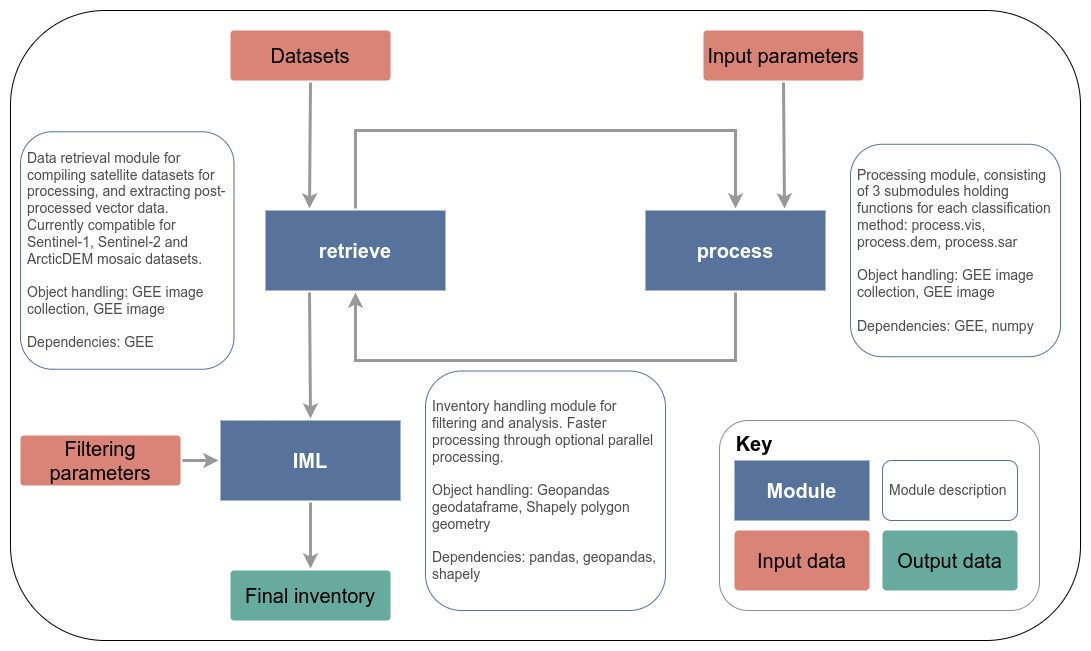 Datasets
Input parameters
Data retrieval module for
compiling satellite datasets for
processing, and extracting post-
processed vector data.
Currently compatible for
Sentinel-1, Sentinel-2 and
ArcticDEM mosaic datasets.
Object handling: GEE image
collection, GEE image
Dependencies: GEE
retrieve
process
Processing module, consisting
of 3 submodules holding
functions for each classification
method: process.vis,
process.dem, process.sar
Object handling: GEE image
collection, GEE image
Dependencies: GEE, numpy
Filtering
parameters
IML
Inventory handling module for
filtering and analysis. Faster
processing through optional parallel
processing.
Object handling: Geopandas
geodataframe, Shapely polygon
geometry
Dependencies: pandas, geopandas,
shapely
Final inventory
Key
Module
Module description
Input data
Output data